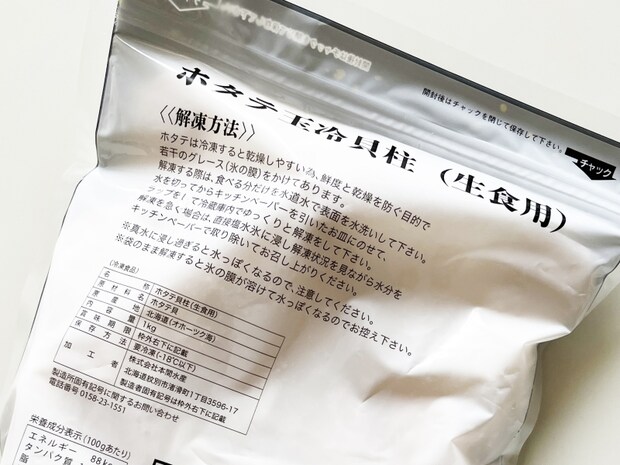 開封後はチャックを閉じて保存して下さい。
チャック
ホタテ玉冷貝柱（生食用）
《解凍方法》
ホタテは冷凍すると乾燥しやすい為、鮮度と乾燥を防ぐ目的で
若干のグレース（氷の膜）をかけてあります。
解凍する際は、食べる分だけを水道水で表面を水洗いして下さい。
水を切ってからキッチンペーパーを引いたお皿にのせて、
ラップをして冷蔵庫内でゆっくりと解凍をして下さい。
解凍を急ぐ場合は、直接塩水氷に浸し解凍状況を見ながら水分を
キッチンペーパーで取り除いてお召し上がりください。
※真水に浸し過ぎると水っぽくなるので、注意してください。
※袋のまま解凍すると氷の膜が溶けて水っぽくなるのでお控え下さい。
（冷凍食品）
名称 ホタテ貝柱（生食用）
原材料名 ホタテ貝
原産地 北海道（オホーツク海）
内容量 1kg
賞味期限 枠外右下に記載
保存方法 要冷凍（-18℃以下）
加工者 株式会社本間水産
北海道紋別市渚滑町1丁目3596-17
製造者固有記号は枠外右下に記載
製造所固有記号に関するお問い合わせ
電話番号 0158-23-1551
栄養成分表示（100gあたり）
エネルギー 88k
タンパク質
脂